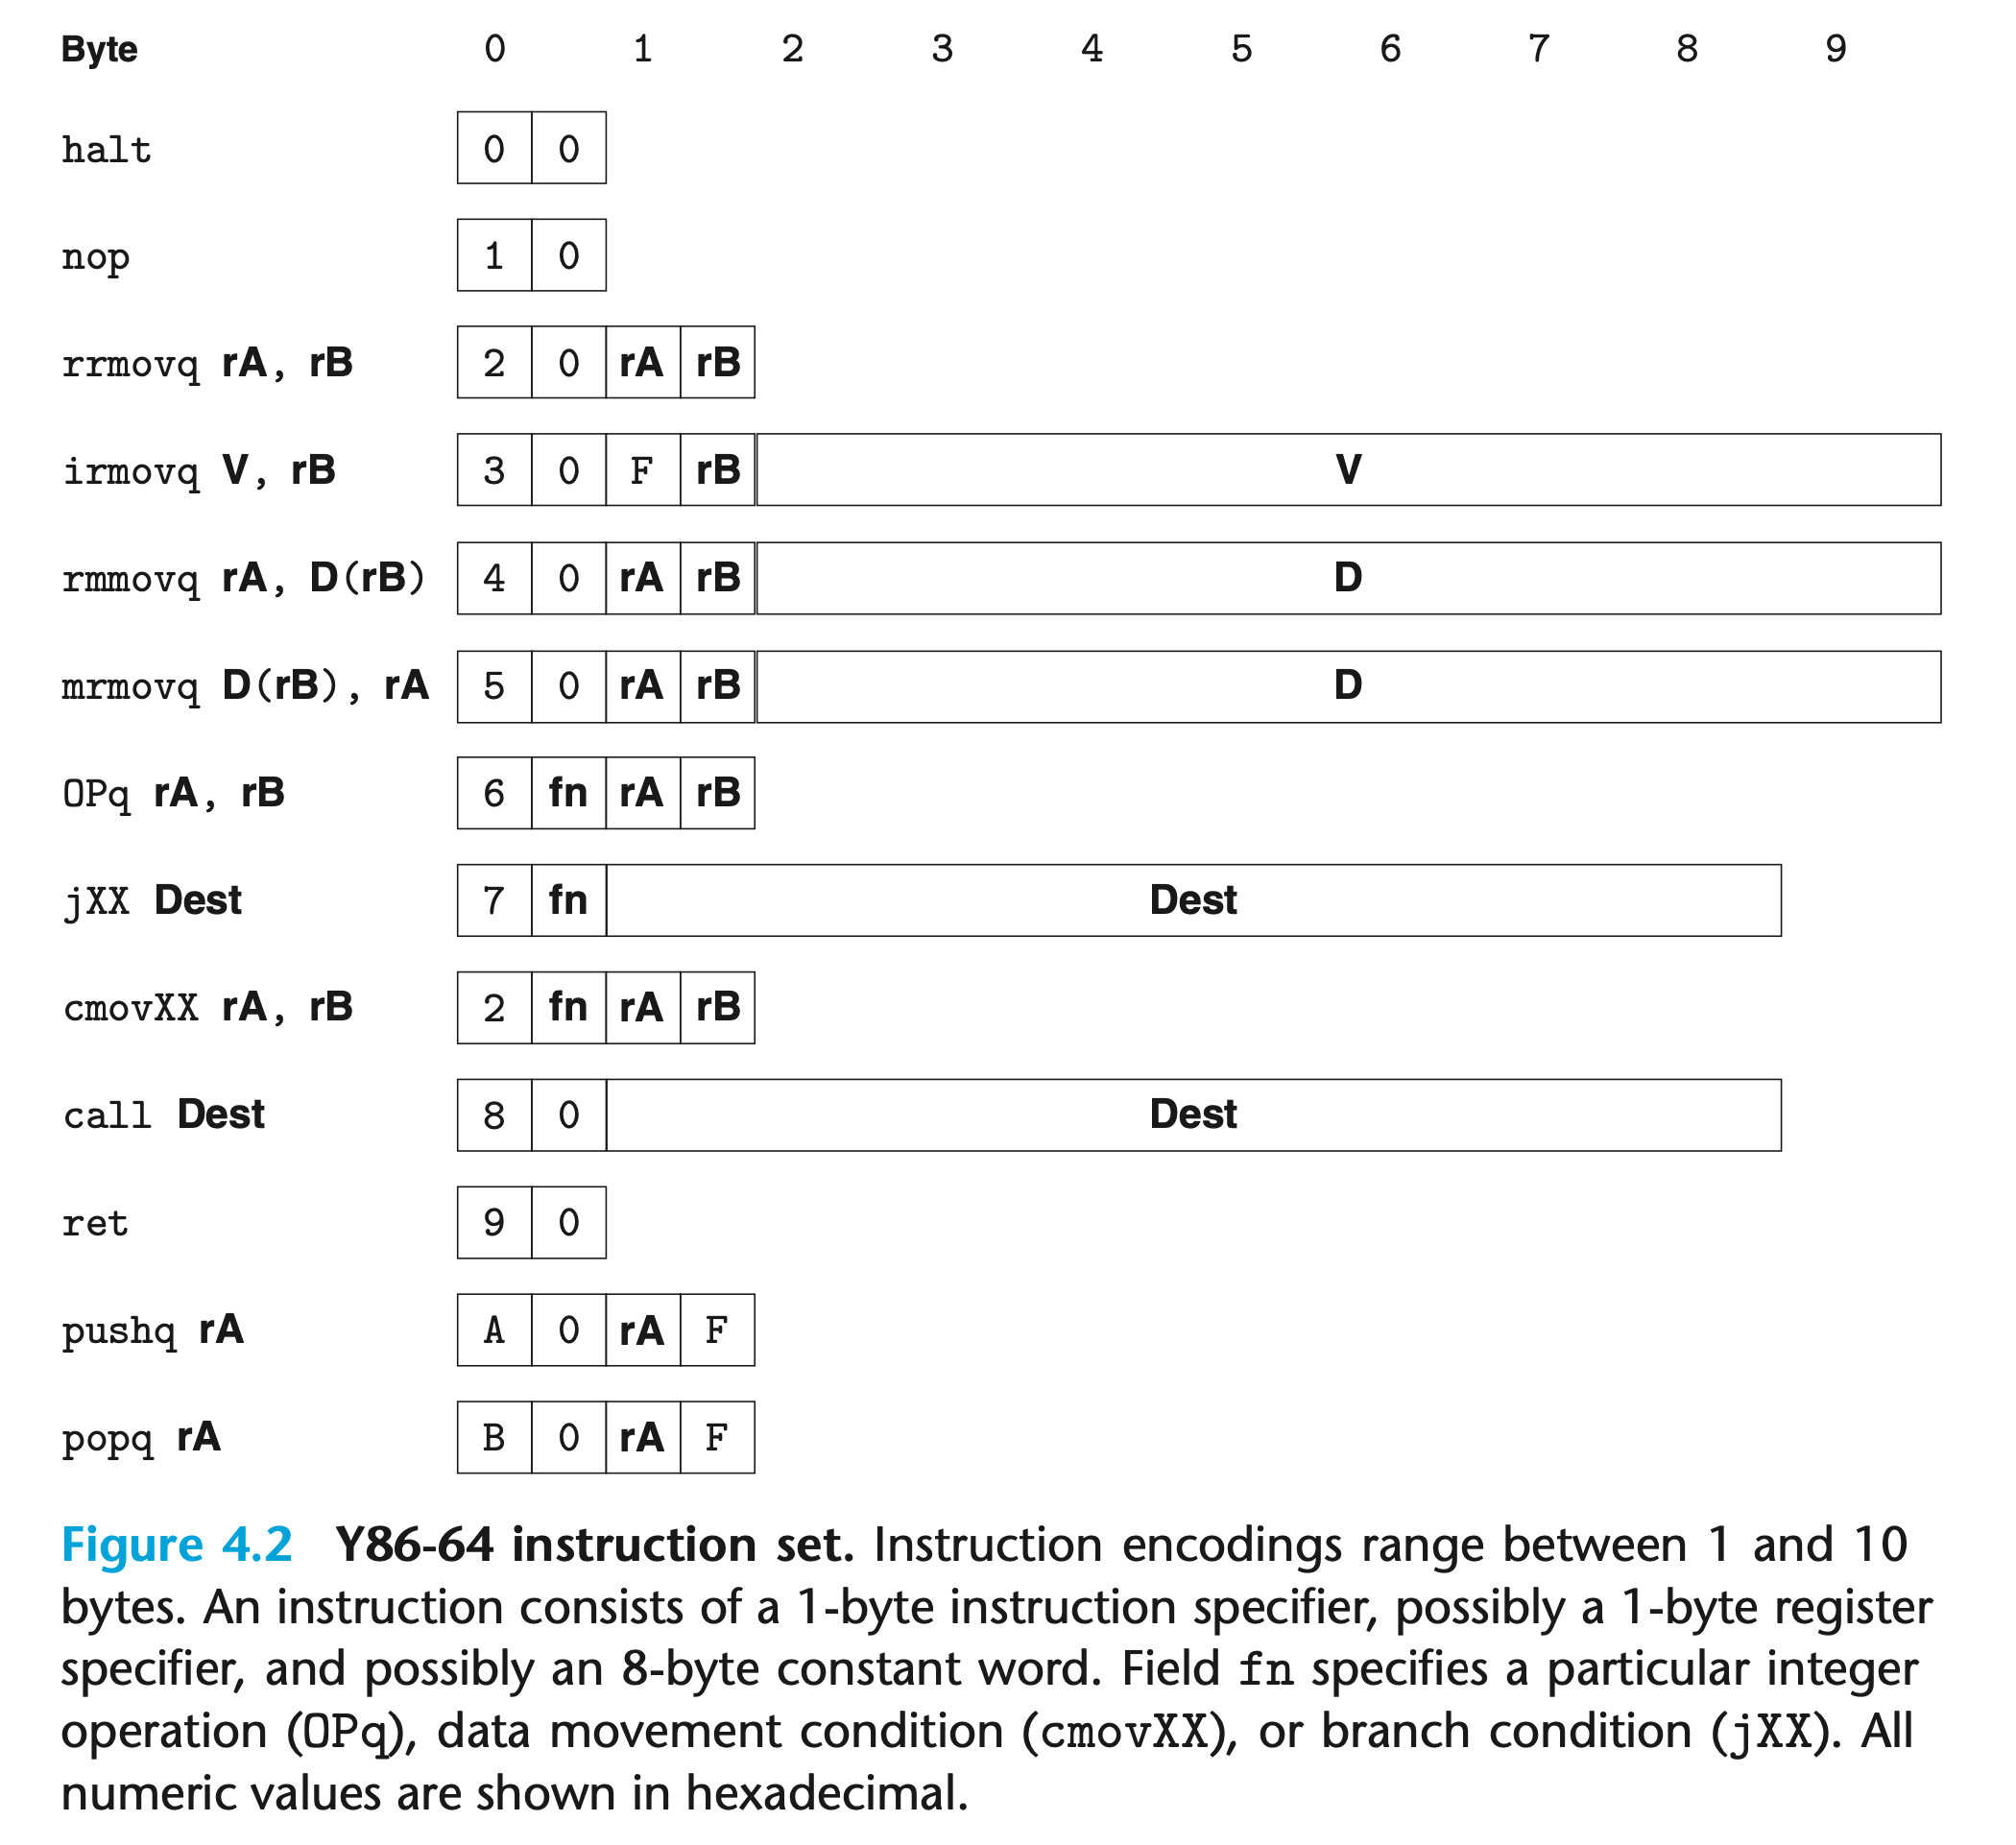 Byte 0 1 2 3 4 5 6 7 8 9
halt 0 0
nop 1 0
rrmovq rA, rB 2 0 rA rB
irmovq V, rB 3 0 F rB V
rmmovq rA, D(rB) 4 0 rA rB D
mrmovq D(rB), rA 5 0 rA rB D
OPq rA, rB 6 fn rA rB
jXX Dest 7 fn Dest
cmovXX rA, rB 2 fn rA rB
call Dest 8 0 Dest
ret 9 0
pushq rA A 0 rA F
popq rA B 0 rA F
Figure 4.2 Y86-64 instruction set. Instruction encodings range between 1 and 10
bytes. An instruction consists of a 1-byte instruction specifier, possibly a 1-byte register
specifier, and possibly an 8-byte constant word. Field fn specifies a particular integer
operation (OPq), data movement condition (cmovXX), or branch condition (jXX). All
numeric values are shown in hexadecimal.